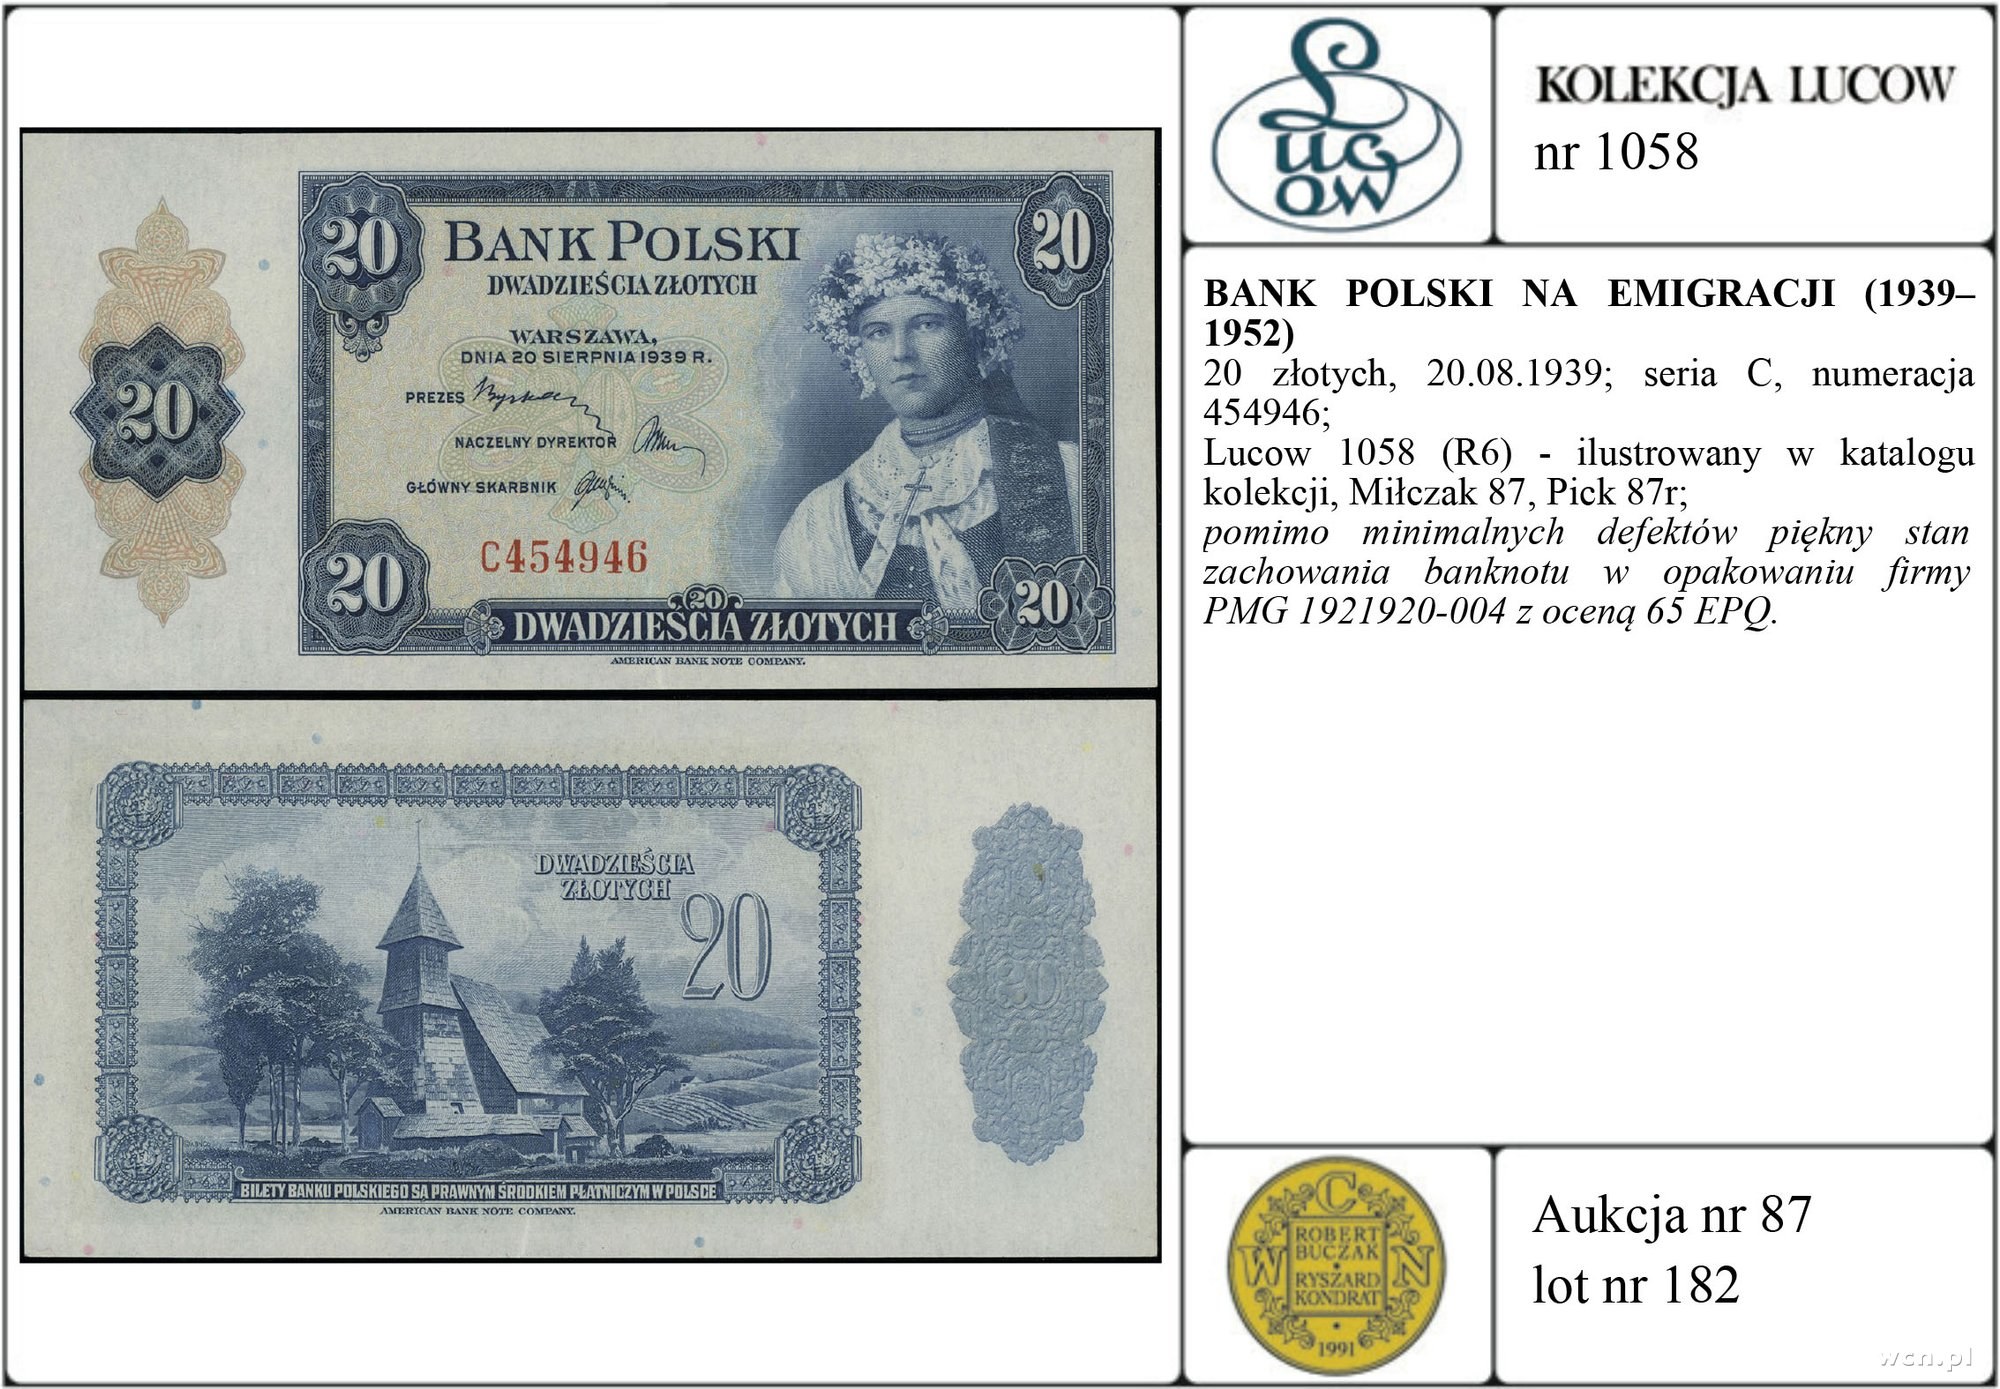 20
20
BANK POLSKI
DWADZIEŚCIA ZŁOTYCH
WARSZAWA,
DNIA 20 SIERPNIA 1939 R.
PREZES
NACZELNY DYREKTOR
GŁÓWNY SKARBNIK
20
C454946
20
20
20
DWADZIEŚCIA ZŁOTYCH
AMERICAN BANK NOTE COMPANY.
DWADZIEŚCIA
ZŁOTYCH
20
20
BILETY BANKU POLSKIEGO SĄ PRAWNYM ŚRODKIEM PŁATNICZYM W POLSCE
AMERICAN BANK NOTE COMPANY.
Lucow
KOLEKCJA LUCOW
nr 1058
BANK POLSKI NA EMIGRACJI (1939–
1952)
20 złotych, 20.08.1939; seria C, numeracja
454946;
Lucow 1058 (R6) - ilustrowany w katalogu
kolekcji, Miłczak 87, Pick 87r;
pomimo minimalnych defektów piękny stan
zachowania banknotu w opakowaniu firmy
PMG 1921920-004 z oceną 65 EPQ.
W C N
ROBERT
BUCZAK
RYSZARD
KONDRAT
1991
Aukcja nr 87
lot nr 182
wcn.pl